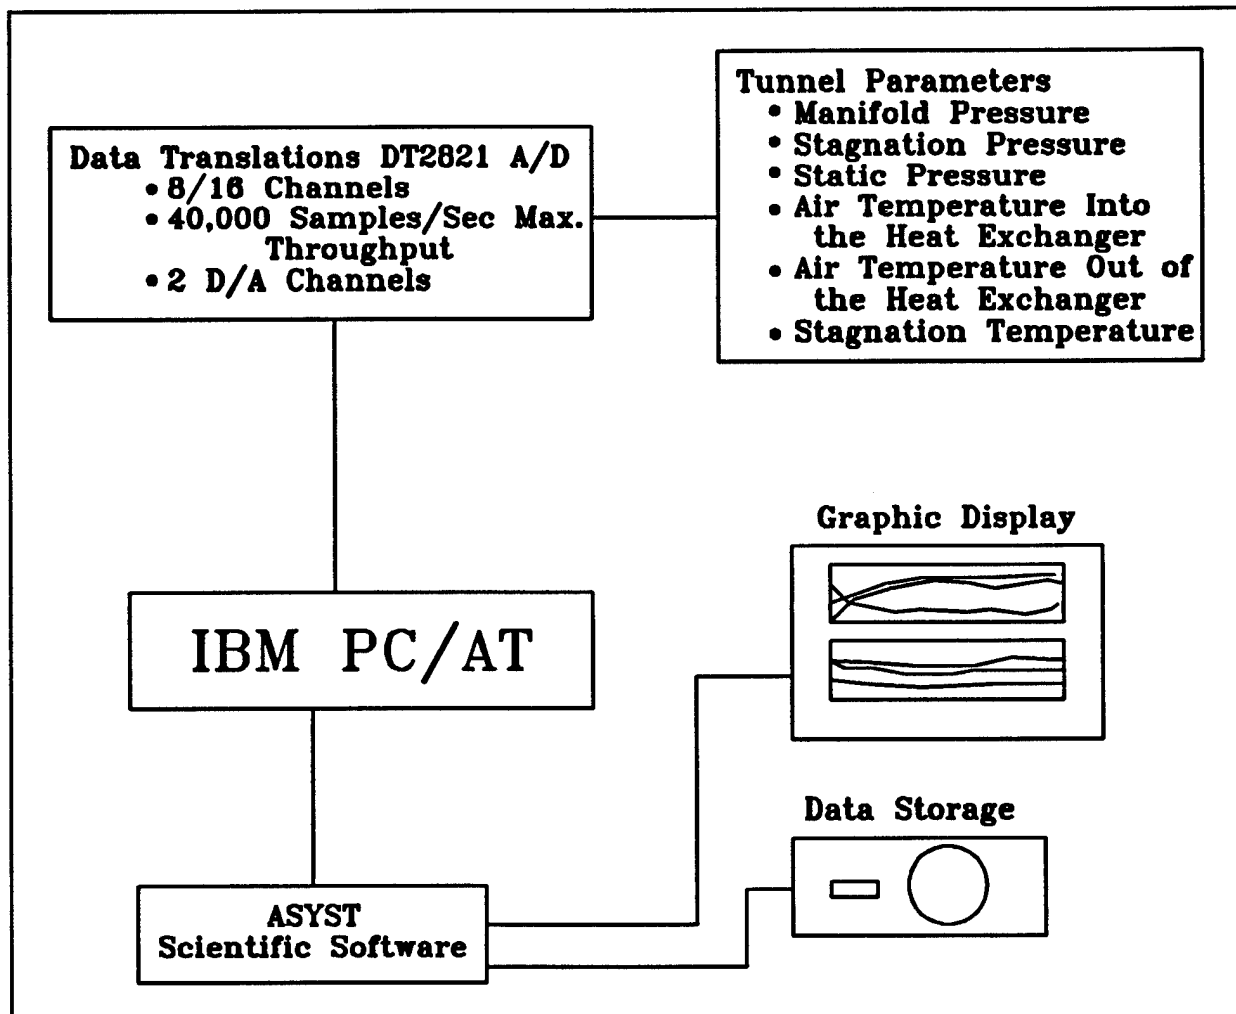 Tunnel Parameters
• Manifold Pressure
• Stagnation Pressure
• Static Pressure
• Air Temperature Into
the Heat Exchanger
• Air Temperature Out of
the Heat Exchanger
• Stagnation Temperature
Data Translations DT2821 A/D
• 8/16 Channels
• 40,000 Samples/Sec Max.
Throughput
• 2 D/A Channels
Graphic Display
IBM PC/AT
Data Storage
ASYST
Scientific Software